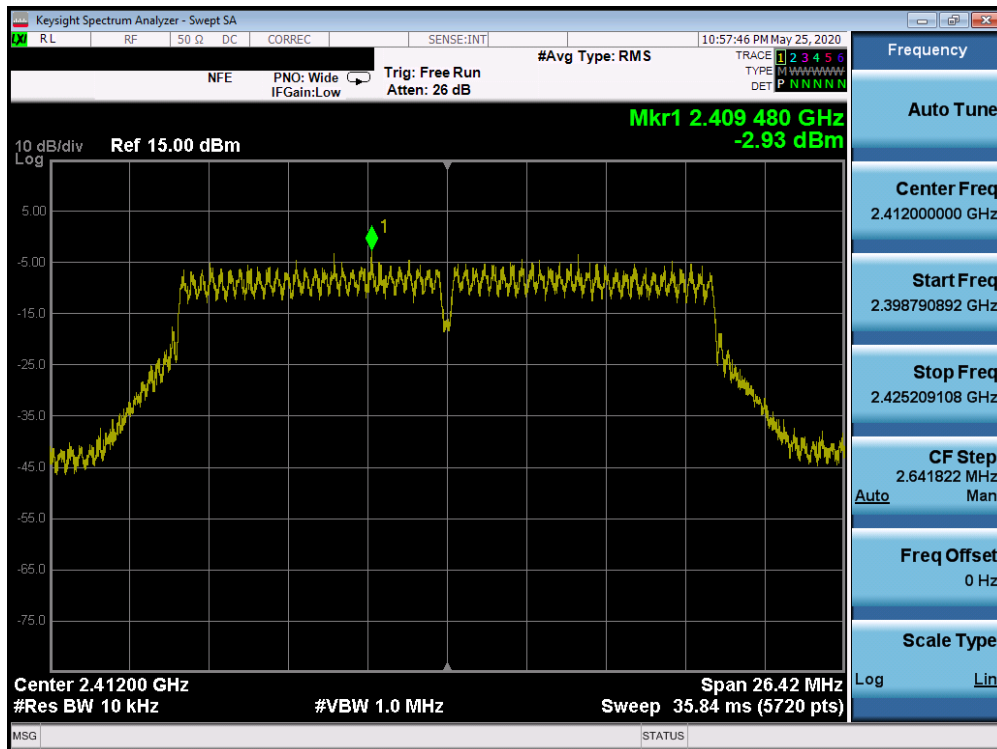 Keysight Spectrum Analyzer - Swept SA
LXI RL RF 50 Ω DC CORREC SENSE:INT 10:57:46 PM May 25, 2020
NFE PNO: Wide Trig: Free Run #Avg Type: RMS TRACE 1 2 3 4 5 6
IFGain:Low Atten: 26 dB TYPE M WWWWW
DET P N N N N N
Mkr1 2.409 480 GHz
-2.93 dBm
10 dB/div Ref 15.00 dBm
Log
1
5.00
-5.00
-15.0
-25.0
-35.0
-45.0
-55.0
-65.0
-75.0
Center 2.41200 GHz Span 26.42 MHz
#Res BW 10 kHz #VBW 1.0 MHz Sweep 35.84 ms (5720 pts)
MSG STATUS
Frequency
Auto Tune
Center Freq
2.412000000 GHz
Start Freq
2.398790892 GHz
Stop Freq
2.425209108 GHz
CF Step
2.641822 MHz
Auto Man
Freq Offset
0 Hz
Scale Type
Log Lin